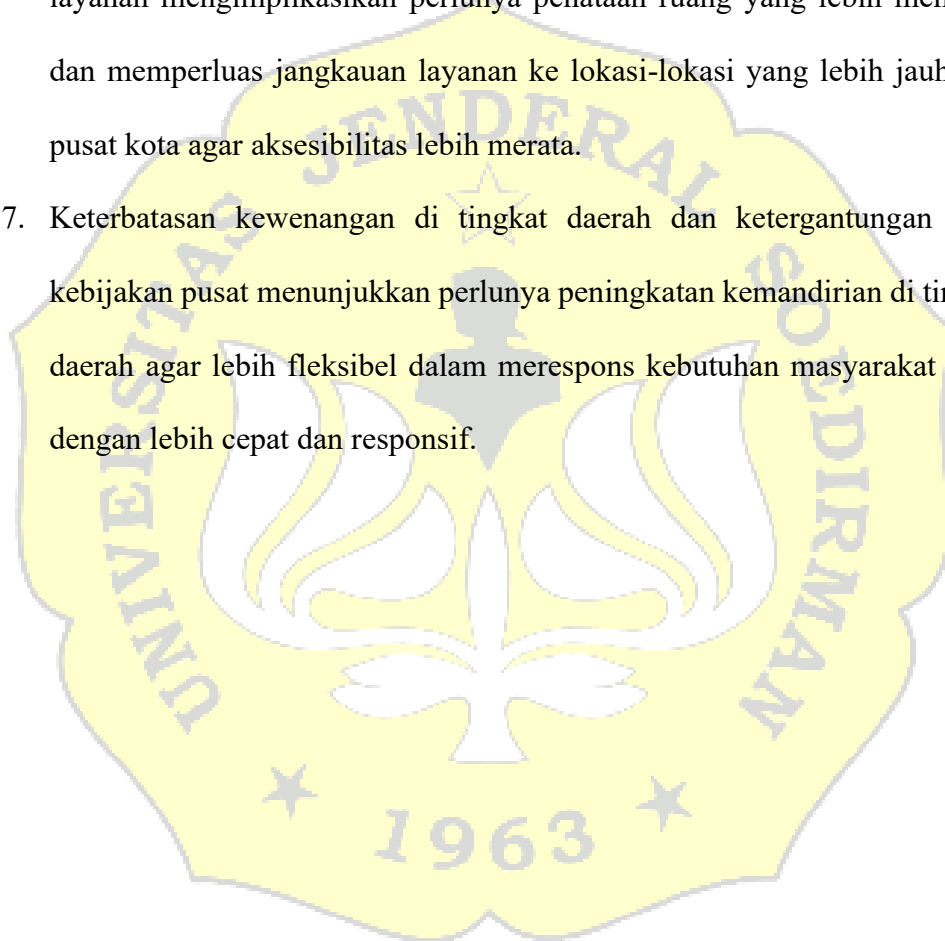 layanan mengimplikasikan perlunya penataan ruang yang lebih
dan memperluas jangkauan layanan ke lokasi-lokasi yang lebih jauh
pusat kota agar aksesibilitas lebih merata.
7. Keterbatasan kewenangan di tingkat daerah dan ketergantungan
kebijakan pusat menunjukkan perlunya peningkatan kemandirian di
daerah agar lebih fleksibel dalam merespons kebutuhan masyarakat
dengan lebih cepat dan responsif.
UNIVERSITAS JENDERAL SOEDIRMAN
1963